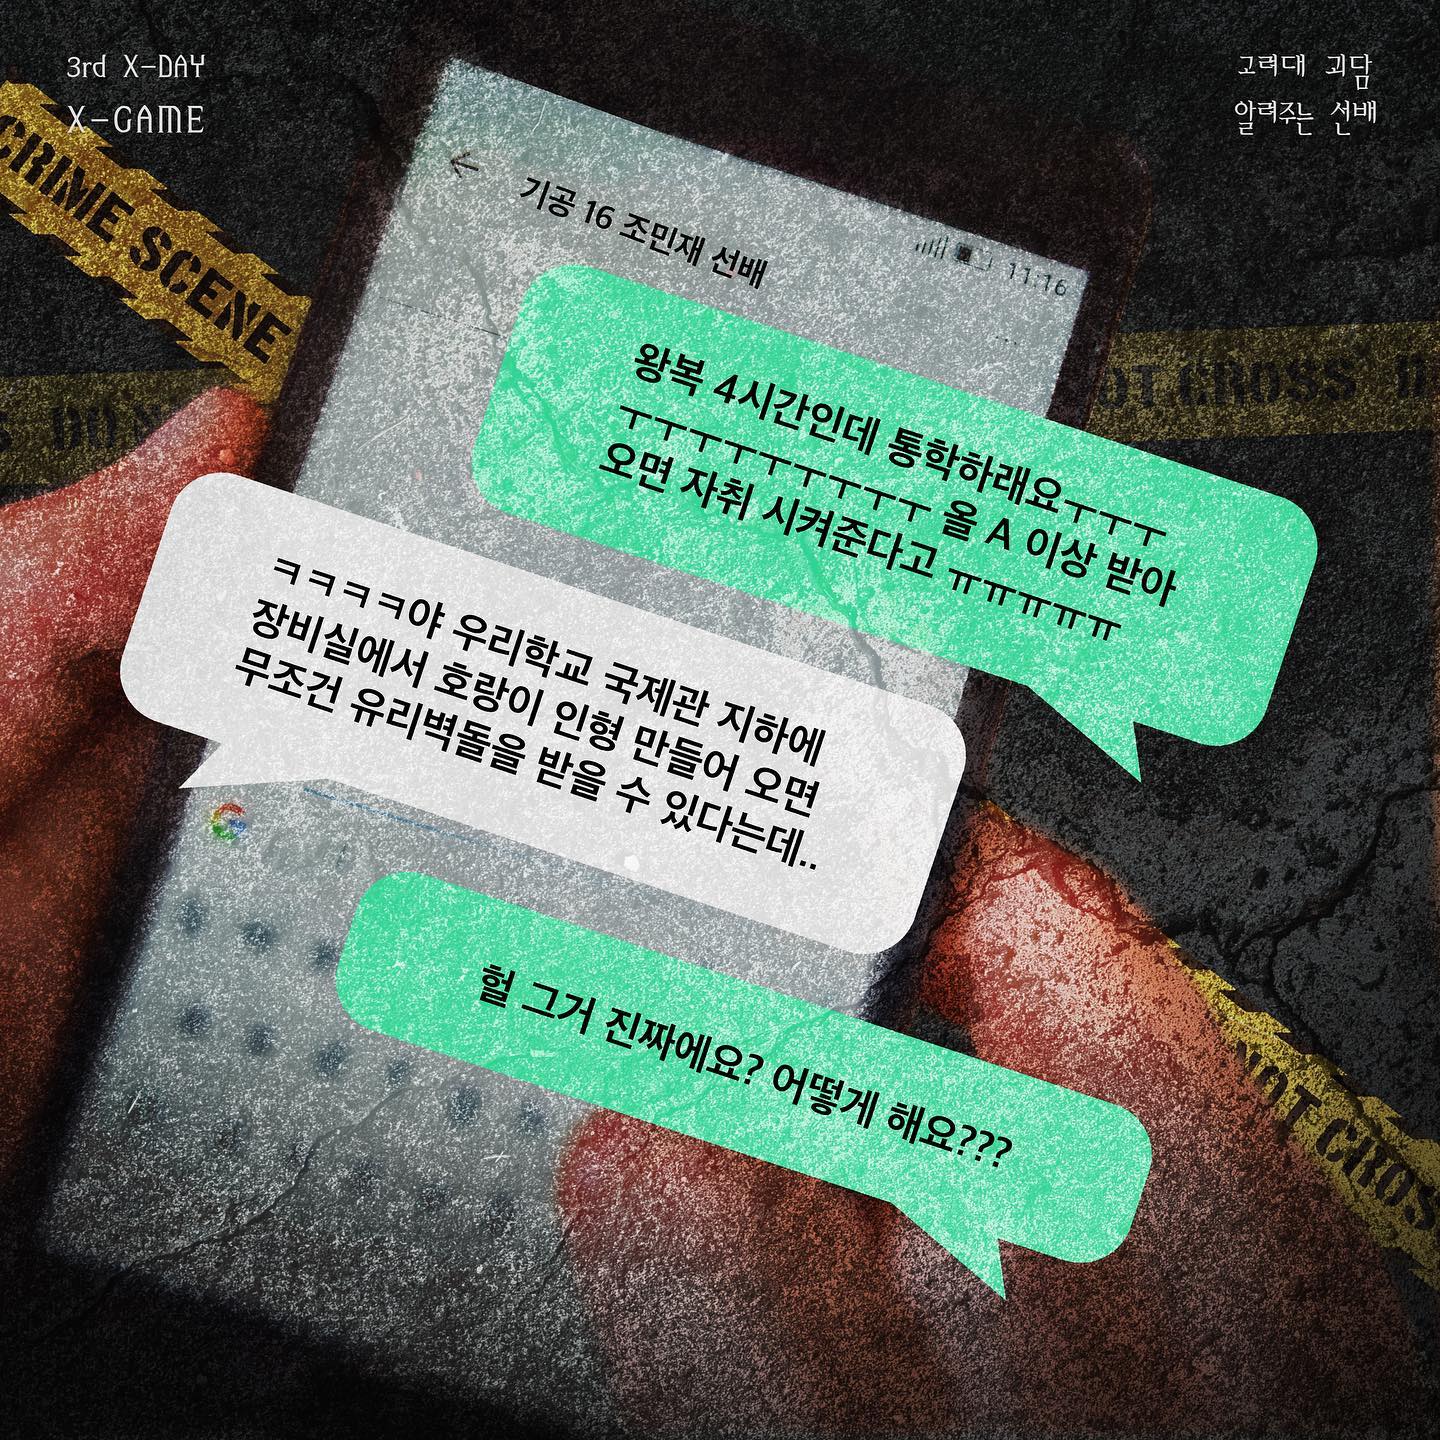 3rd X-DAY
X-GAME
고려대 괴담
알려주는 선배
CRIME SCENE
기공 16 조민재 선배
11:16
왕복 4시간인데 통학하래요ㅜㅜㅜ
ㅜㅜㅜㅜㅜㅜㅜㅜㅜ 올 A 이상 받아
오면 자취 시켜준다고 ㅠㅠㅠㅠㅠ
OT CROSS D
S DO N
ㅋㅋㅋㅋ야 우리학교 국제관 지하에
장비실에서 호랑이 인형 만들어 오면
무조건 유리벽돌을 받을 수 있다는데..
G
헐 그거 진짜에요? 어떻게 해요???
NOT CROS